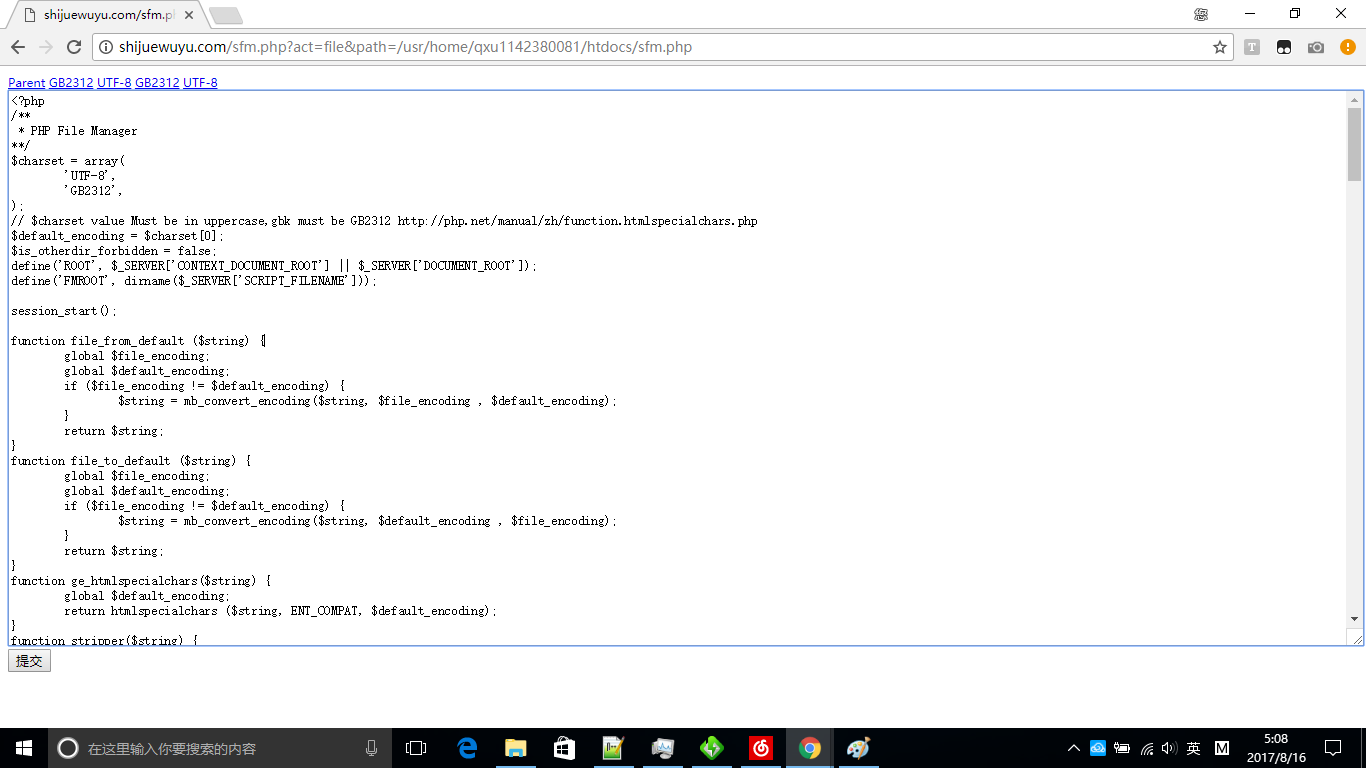 shijuewuyu.com/sfm.p
您
shijuewuyu.com/sfm.php?act=file&path=/usr/home/qxu1142380081/htdocs/sfm.php
Parent GB2312 UTF-8 GB2312 UTF-8
<?php
/**
 * PHP File Manager
**/
$charset = array(
        'UTF-8',
        'GB2312',
);
// $charset value Must be in uppercase,gbk must be GB2312 http://php.net/manual/zh/function.htmlspecialchars.php
$default_encoding = $charset[0];
$is_otherdir_forbidden = false;
define('ROOT', $_SERVER['CONTEXT_DOCUMENT_ROOT'] || $_SERVER['DOCUMENT_ROOT']);
define('FMROOT', dirname($_SERVER['SCRIPT_FILENAME']));

session_start();

function file_from_default ($string) {
        global $file_encoding;
        global $default_encoding;
        if ($file_encoding != $default_encoding) {
                $string = mb_convert_encoding($string, $file_encoding , $default_encoding);
        }
        return $string;
}
function file_to_default ($string) {
        global $file_encoding;
        global $default_encoding;
        if ($file_encoding != $default_encoding) {
                $string = mb_convert_encoding($string, $default_encoding , $file_encoding);
        }
        return $string;
}
function ge_htmlspecialchars($string) {
        global $default_encoding;
        return htmlspecialchars ($string, ENT_COMPAT, $default_encoding);
}
function stripper($string) {
提交
在这里输入你要搜索的内容
英
M
5:08
2017/8/16